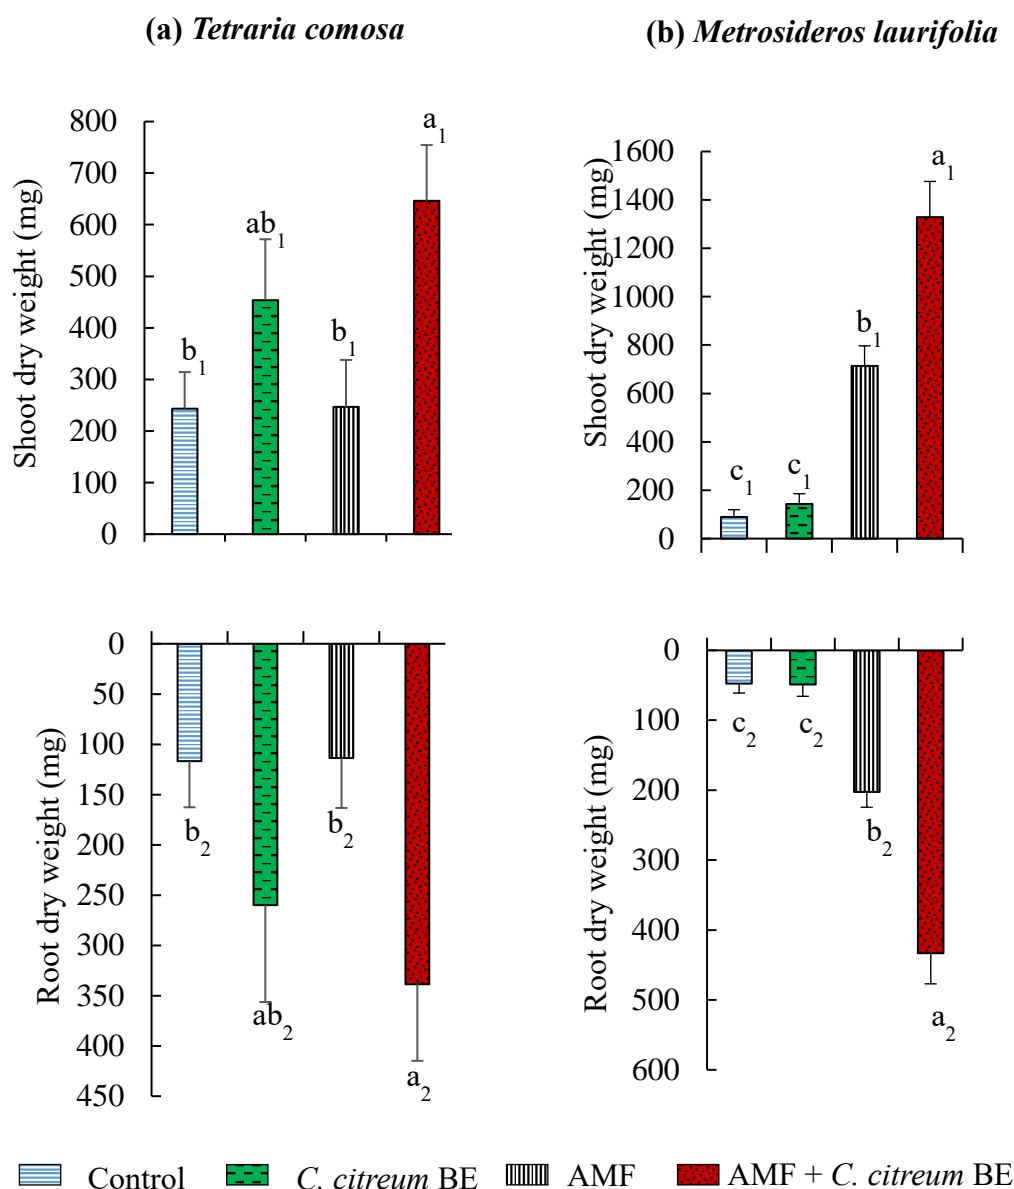 (a) Tetraria comosa
(b) Metrosideros laurifolia
Shoot dry weight (mg)
800
700
600
500
400
300
200
100
0
b1
ab1
b1
a1
Shoot dry weight (mg)
1600
1400
1200
1000
800
600
400
200
0
c1
c1
b1
a1
Root dry weight (mg)
0
50
100
150
200
250
300
350
400
450
b2
ab2
b2
a2
Root dry weight (mg)
0
100
200
300
400
500
600
c2
c2
b2
a2
Control
C. citreum BE
AMF
AMF + C. citreum BE